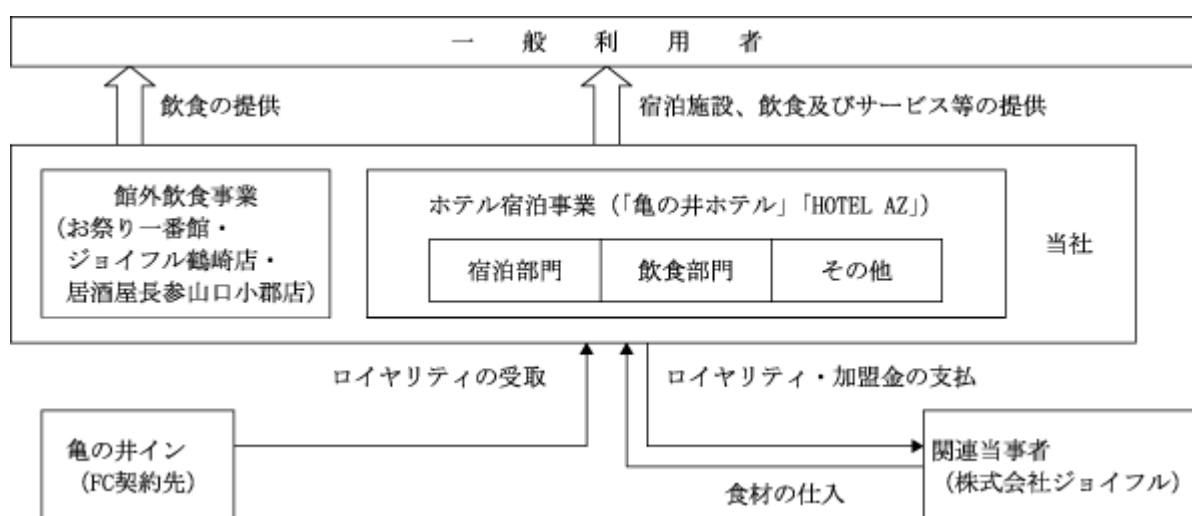 一般利用者
飲食の提供
宿泊施設、飲食及びサービス等の提供
館外飲食事業
(お祭り一番館・
ジョイフル鶴崎店・
居酒屋長参山口小郡店)
ホテル宿泊事業(「亀の井ホテル」「HOTEL AZ」)
宿泊部門
飲食部門
その他
当社
ロイヤリティの受取
ロイヤリティ・加盟金の支払
亀の井イン
(FC契約先)
関連当事者
(株式会社ジョイフル)
食材の仕入